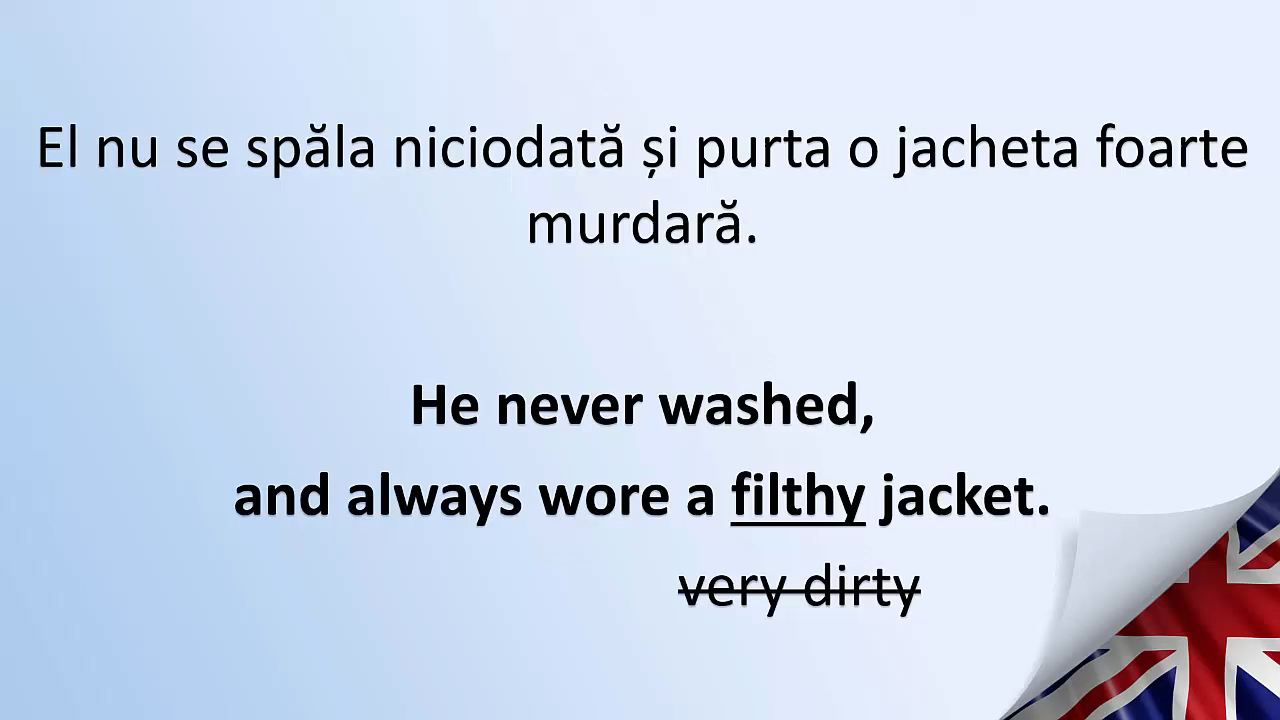 El nu se spăla niciodată și purta o jacheta foarte
murdară.
He never washed,
and always wore a filthy jacket.
very dirty